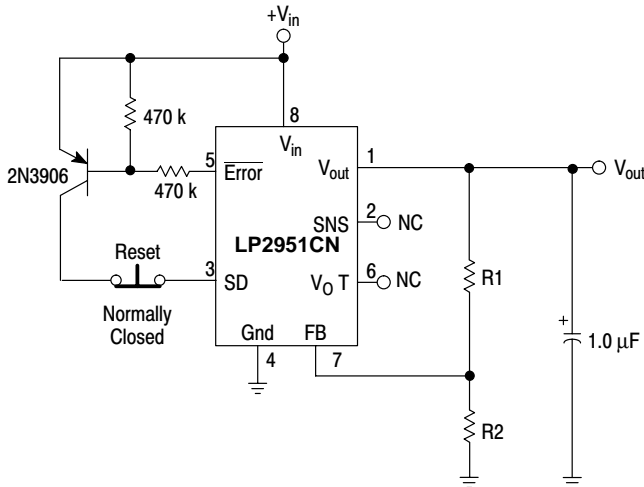 +Vin
470 k
8
Vin
2N3906
470 k
5
Error
Vout
1
Vout
SNS
2
NC
LP2951CN
Reset
3
SD
VO T
6
NC
R1
Normally
Closed
Gnd
FB
4
7
+
1.0 μF
R2